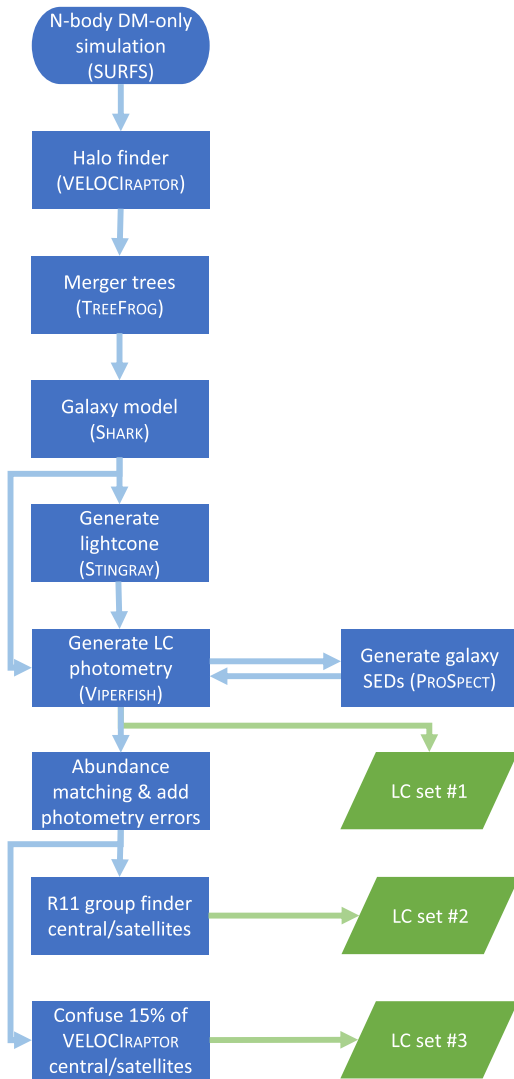 N-body DM-only
simulation
(SURFS)
Halo finder
(VELOCIRAPTOR)
Merger trees
(TREEFROG)
Galaxy model
(SHARK)
Generate
lightcone
(STINGRAY)
Generate LC
photometry
(VIPERFISH)
Generate galaxy
SEDs (PROSPECT)
Abundance
matching & add
photometry errors
LC set #1
R11 group finder
central/satellites
LC set #2
Confuse 15% of
VELOCIRAPTOR
central/satellites
LC set #3